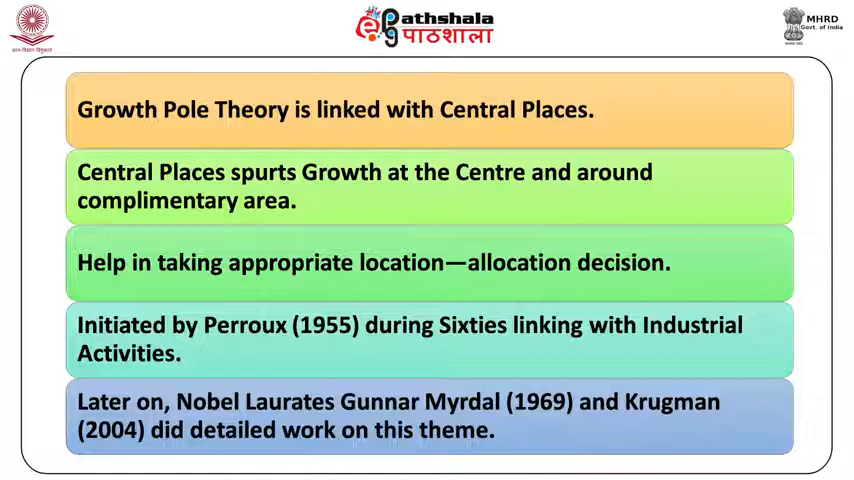 Pathshala
पाठशाला
MHRD
Govt. of India
Growth Pole Theory is linked with Central Places.
Central Places spurts Growth at the Centre and around
complimentary area.
Help in taking appropriate location—allocation decision.
Initiated by Perroux (1955) during Sixties linking with Industrial
Activities.
Later on, Nobel Laurates Gunnar Myrdal (1969) and Krugman
(2004) did detailed work on this theme.